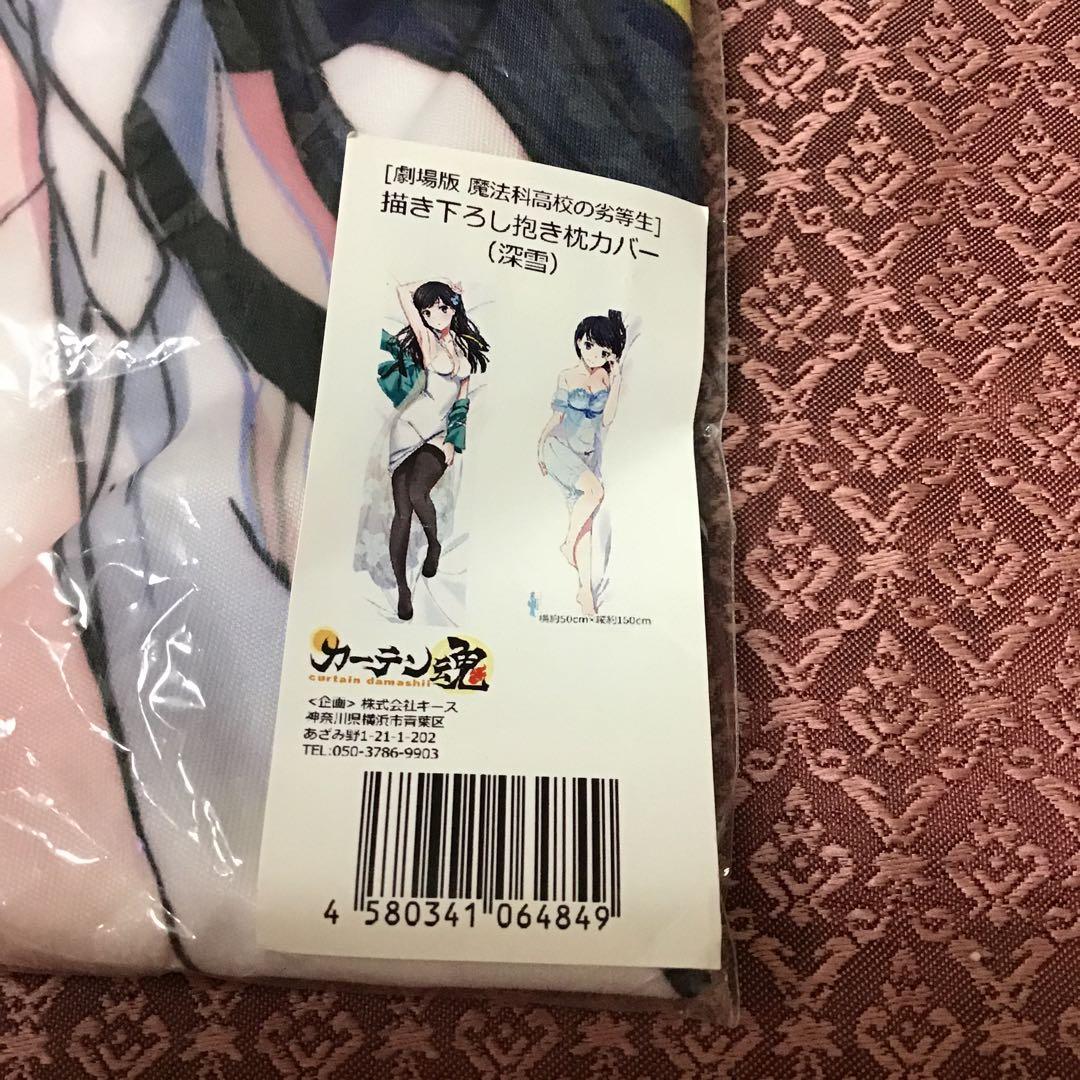 [劇場版 魔法科高校の劣等生]
描き下ろし抱き枕カバー
(深雪)
横約50cm×縦約150cm
カーテン魂
curtain damashii
<企画> 株式会社キース
神奈川県横浜市青葉区
あざみ野1-21-1-202
TEL:050-3786-9903
4 580341 064849